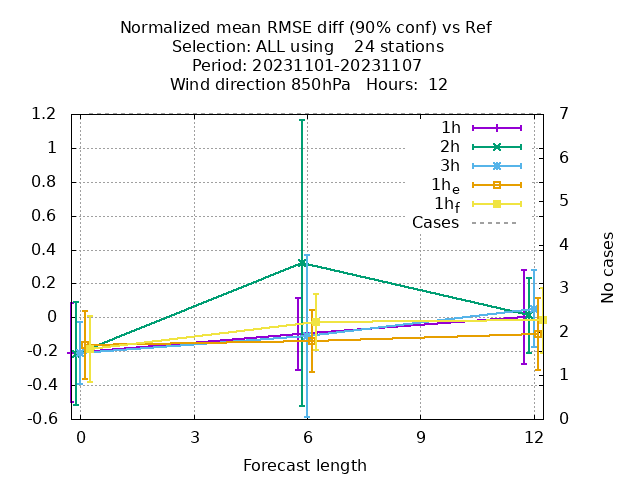 Normalized mean RMSE diff (90% conf) vs Ref
Selection: ALL using    24 stations
Period: 20231101-20231107
Wind direction 850hPa   Hours:  12
1.2
1
0.8
0.6
0.4
0.2
0
-0.2
-0.4
-0.6
7
6
5
4
3
2
1
0
1h
2h
3h
1he
1hf
Cases
No cases
0 3 6 9 12
Forecast length